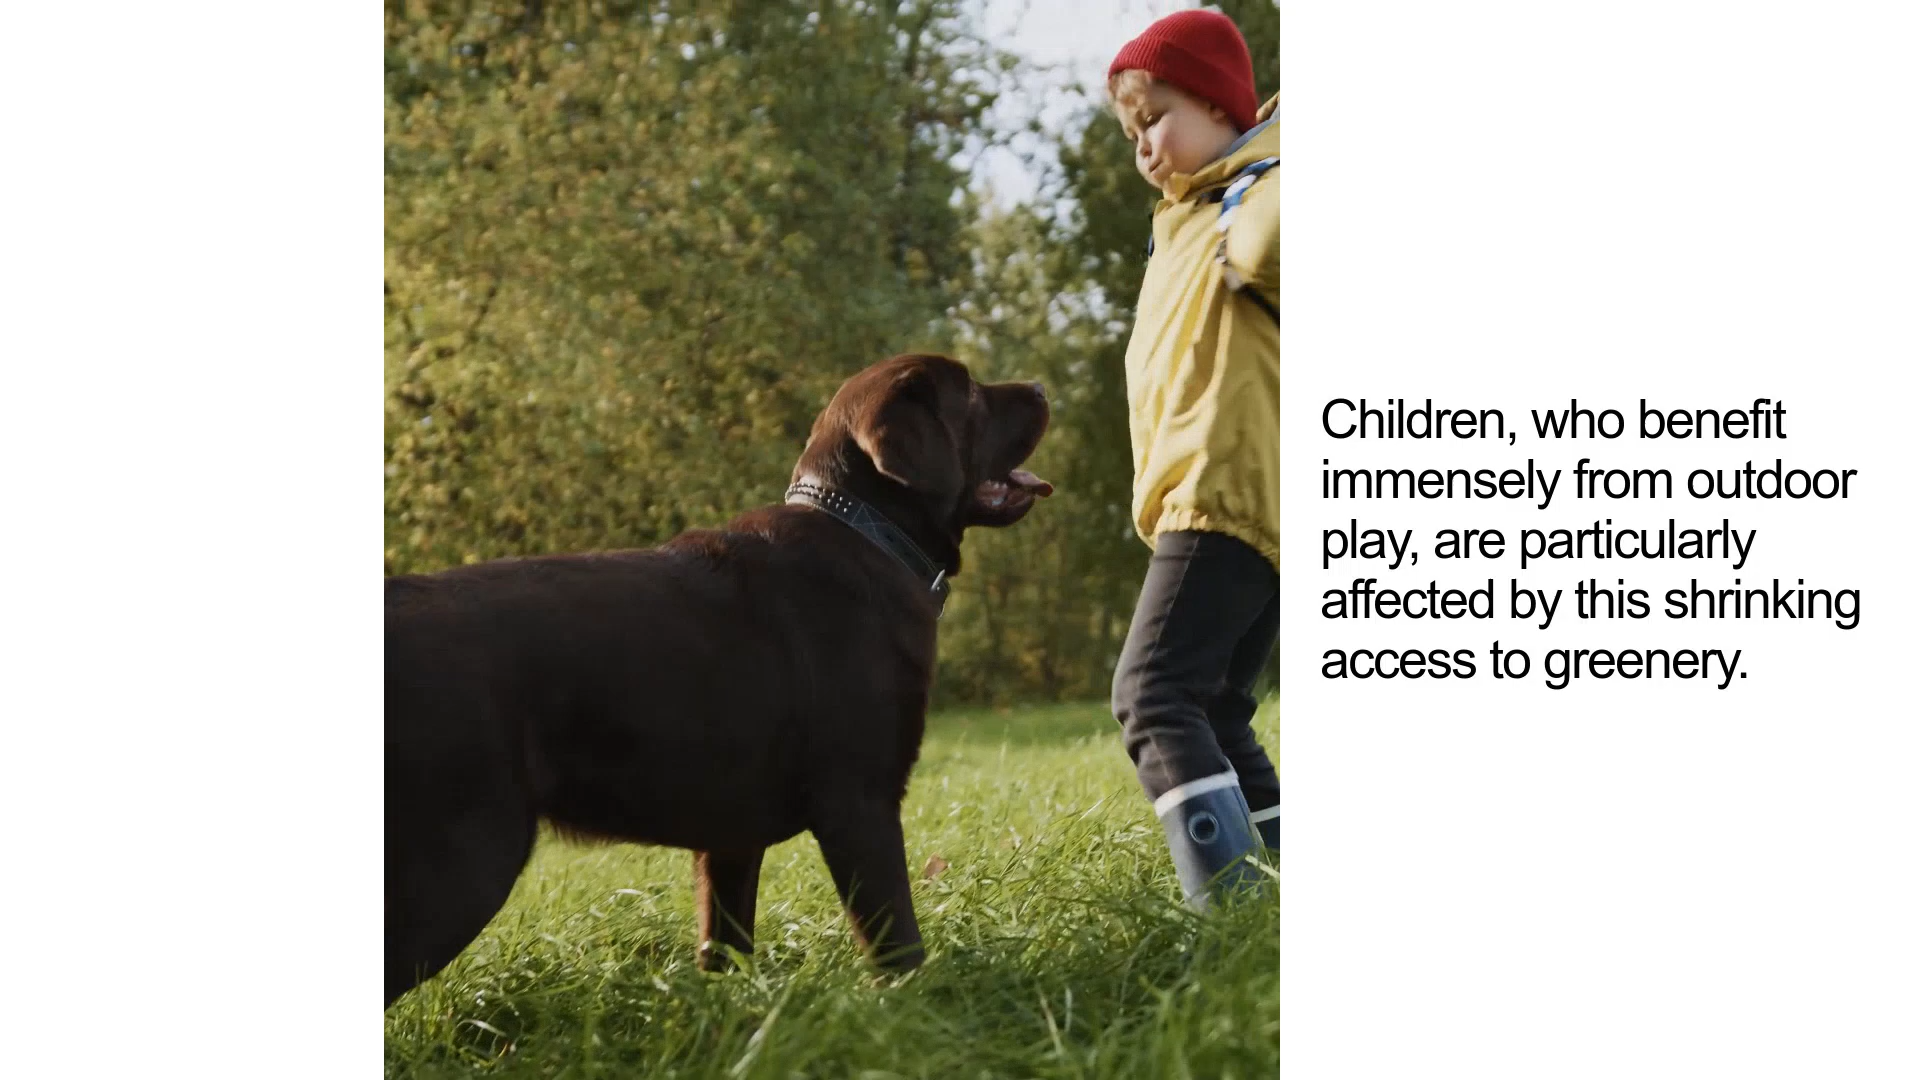 Children, who benefit
immensely from outdoor
play, are particularly
affected by this shrinking
access to greenery.